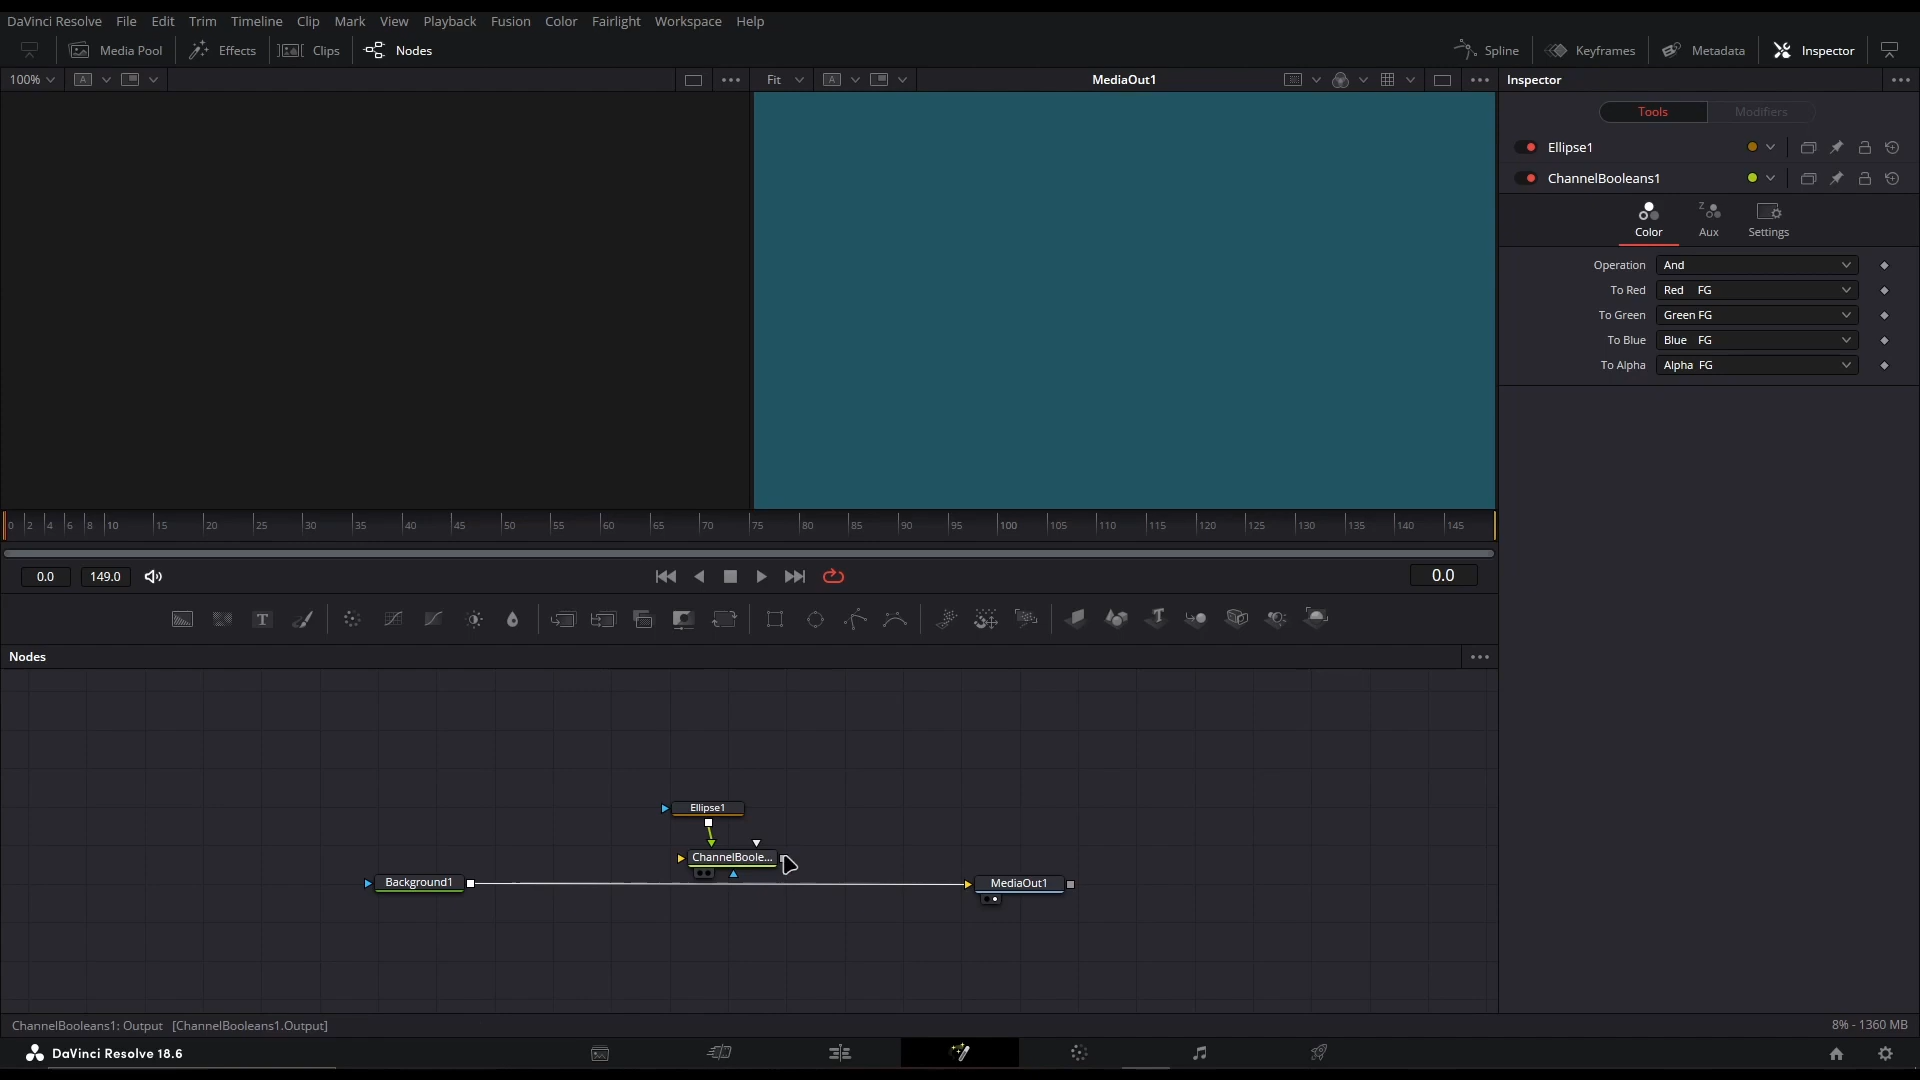 DaVinci Resolve File Edit Trim Timeline Clip Mark View Playback Fusion Color Fairlight Workspace Help
Media Pool Effects Clips Nodes Spline Keyframes Metadata Inspector
100% A Fit A MediaOut1 Inspector
Tools Modifiers
Ellipse1
ChannelBooleans1
Z
Color Aux Settings
Operation And
To Red Red FG
To Green Green FG
To Blue Blue FG
To Alpha Alpha FG
0 2 4 6 8 10 15 20 25 30 35 40 45 50 55 60 65 70 75 80 85 90 95 100 105 110 115 120 125 130 135 140 145
0.0 149.0 0.0
T T
Nodes
Ellipse1
ChannelBoole...
Background1 MediaOut1
ChannelBooleans1: Output [ChannelBooleans1.Output] 8% - 1360 MB
DaVinci Resolve 18.6